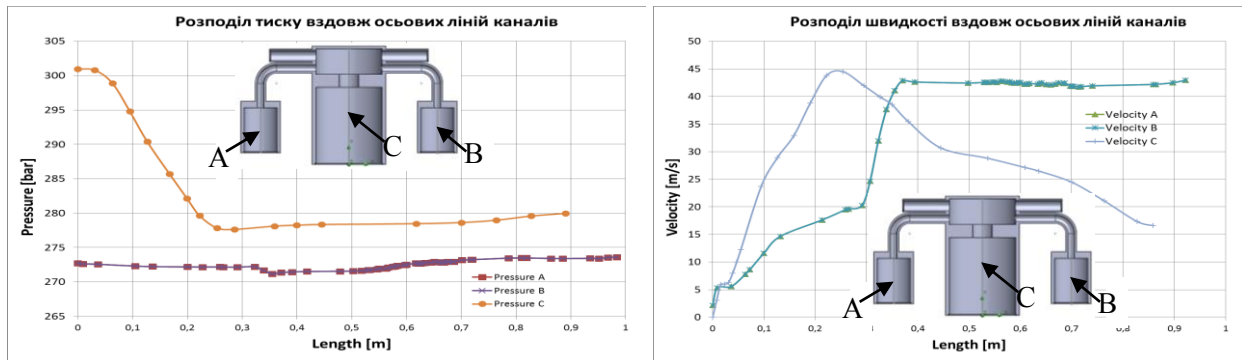 Розподіл тиску вздовж осьових ліній каналів
305
300
295
290
285
280
275
270
265
Pressure [bar]
0 0,1 0,2 0,3 0,4 0,5 0,6 0,7 0,8 0,9 1
Length [m]
A
C
B
Pressure A
Pressure B
Pressure C
Розподіл швидкості вздовж осьових ліній каналів
50
45
40
35
30
25
20
15
10
5
0
Velocity [m/s]
0 0,1 0,2 0,5 0,6 0,7 0,8 0,9 1
Length [m]
Velocity A
Velocity B
Velocity C
A
C
B